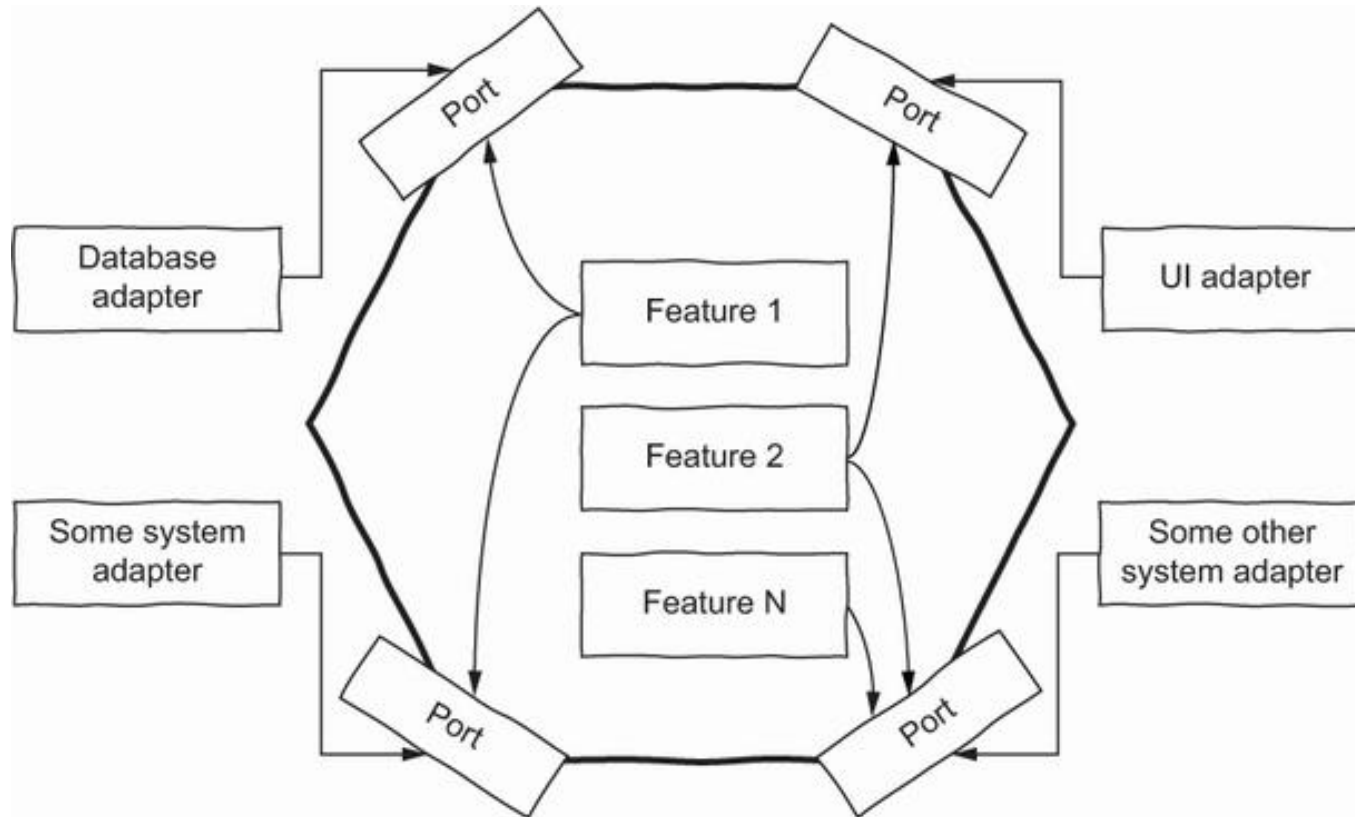 Port
Port
Database
adapter
UI adapter
Feature 1
Feature 2
Some system
adapter
Some other
system adapter
Feature N
Port
Port